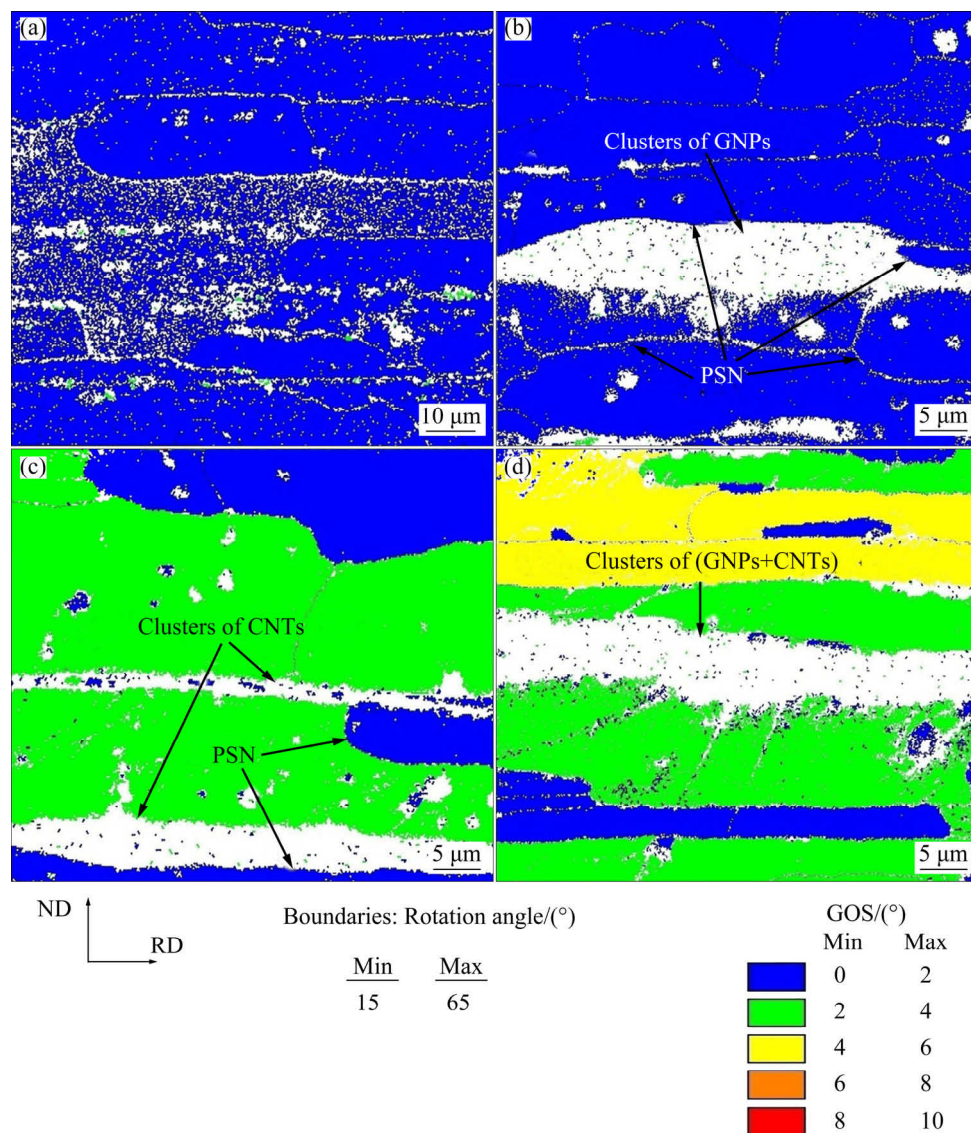 (a)
10 μm
(b)
Clusters of GNPs
PSN
5 μm
(c)
Clusters of CNTs
PSN
5 μm
(d)
Clusters of (GNPs+CNTs)
5 μm
ND
RD
Boundaries: Rotation angle/(°)
Min Max
15 65
GOS/(°)
Min Max
0 2
2 4
4 6
6 8
8 10